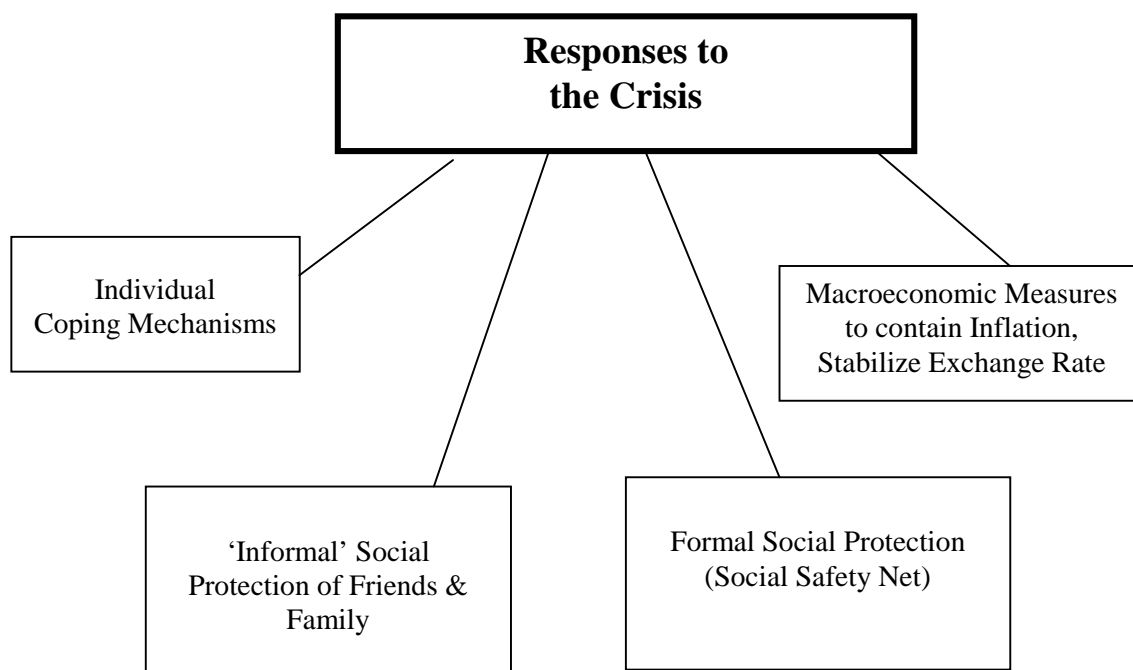 Responses to
the Crisis
Individual
Coping Mechanisms
Macroeconomic Measures
to contain Inflation,
Stabilize Exchange Rate
‘Informal’ Social
Protection of Friends &
Family
Formal Social Protection
(Social Safety Net)